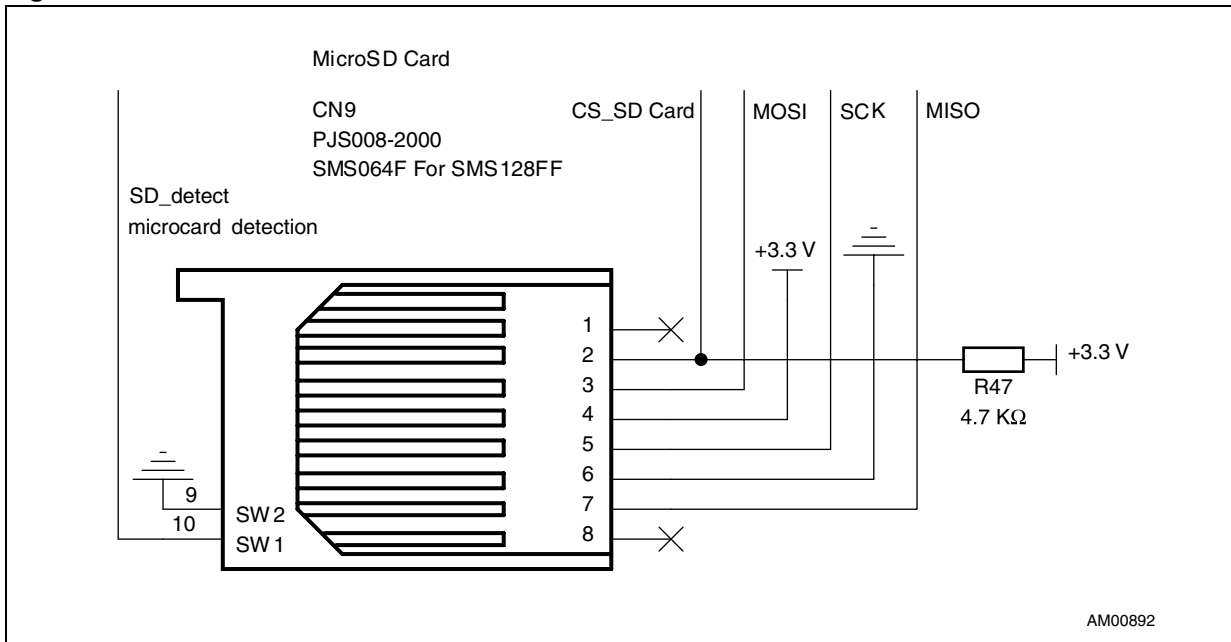 MicroSD Card
CN9
PJS008-2000
SMS064F For SMS128FF
CS_SD Card
MOSI
SCK
MISO
SD_detect
microcard detection
+3.3 V
1
2
3
4
5
6
7
8
+3.3 V
R47
4.7 KΩ
9
10
SW2
SW1
AM00892